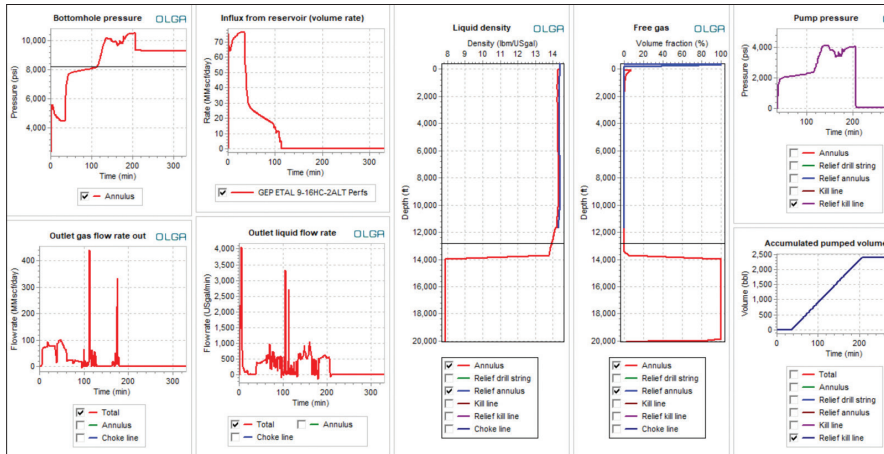 Bottomhole pressure OLGA
10,000
8,000
6,000
4,000
Pressure (psi)
0 100 200 300
Time (min)
Annulus
Influx from reservoir (volume rate) OLGA
70
60
50
40
30
20
10
0
Rate (MMscf/day)
0 100 200 300
Time (min)
GEP ETAL 9-16HC-2ALT Perfs
Outlet gas flow rate out OLGA
400
300
200
100
0
Flow rate (MMscf/day)
0 100 200 300
Time (min)
Total
Annulus
Choke line
Outlet liquid flow rate OLGA
4,000
3,500
3,000
2,500
2,000
1,500
1,000
500
0
Flow rate (USgal/min)
0 100 200 300
Time (min)
Total
Annulus
Choke line
Liquid density OLGA
Density (lbm/USgal)
8 9 10 11 12 13 14
0
2,000
4,000
6,000
8,000
10,000
12,000
14,000
16,000
18,000
20,000
Depth (ft)
Annulus
Relief drill string
Relief annulus
Kill line
Relief kill line
Choke line
Free gas OLGA
Volume fraction (%)
0 20 40 60 80 100
0
2,000
4,000
6,000
8,000
10,000
12,000
14,000
16,000
18,000
20,000
Depth (ft)
Annulus
Relief drill string
Relief annulus
Kill line
Relief kill line
Choke line
Pump pressure
4,000
2,000
0
Pressure (psi)
100 200
Time (min)
Annulus
Relief drill string
Relief annulus
Kill line
Relief kill line
Accumulated pumped volume
2,500
2,000
1,500
1,000
500
0
Volume (bbl)
0 100 200
Time (min)
Total
Annulus
Relief drill string
Relief annulus
Kill line
Relief kill line